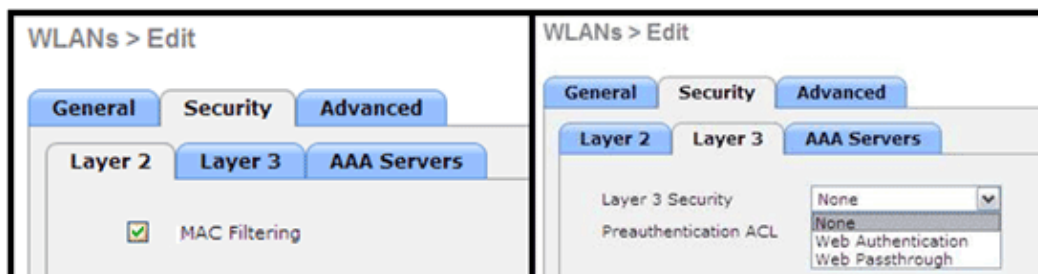 WLANs > Edit
General Security Advanced
Layer 2 Layer 3 AAA Servers
MAC Filtering
WLANs > Edit
General Security Advanced
Layer 2 Layer 3 AAA Servers
Layer 3 Security None
Preauthentication ACL None
Web Authentication
Web Passthrough